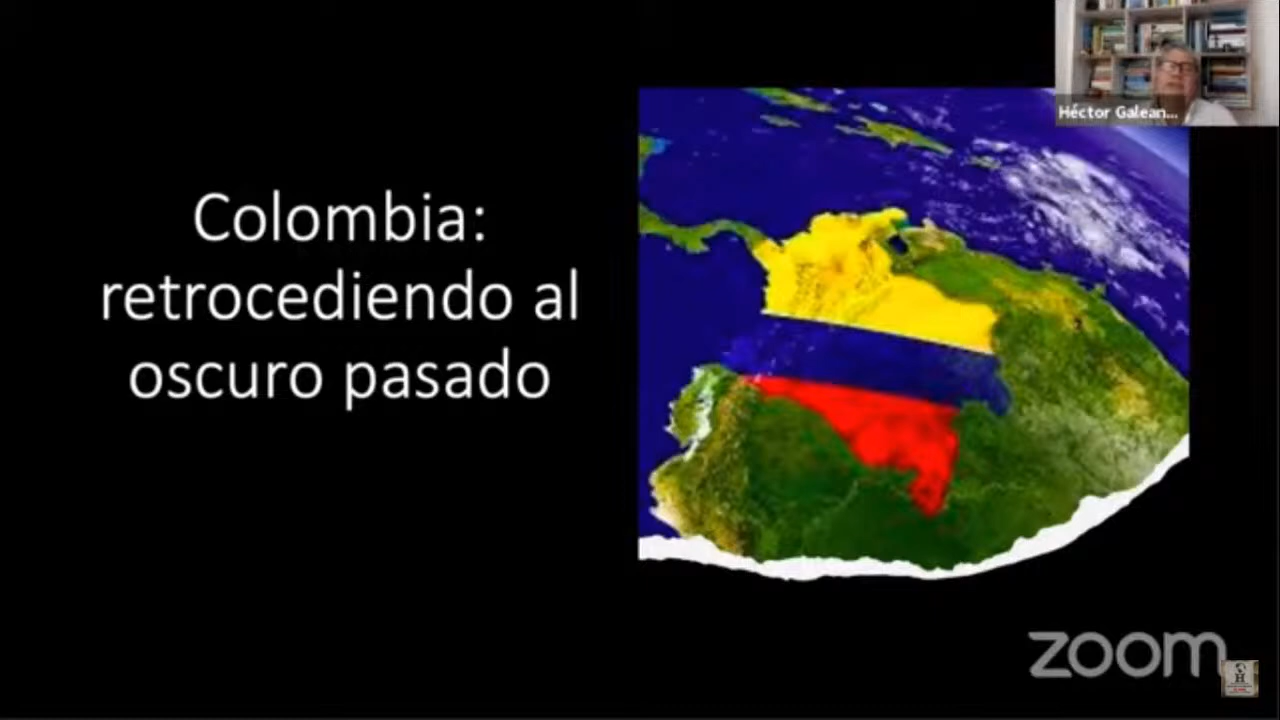 Héctor Galean...
Colombia:
retrocediendo al
oscuro pasado
zoom
H